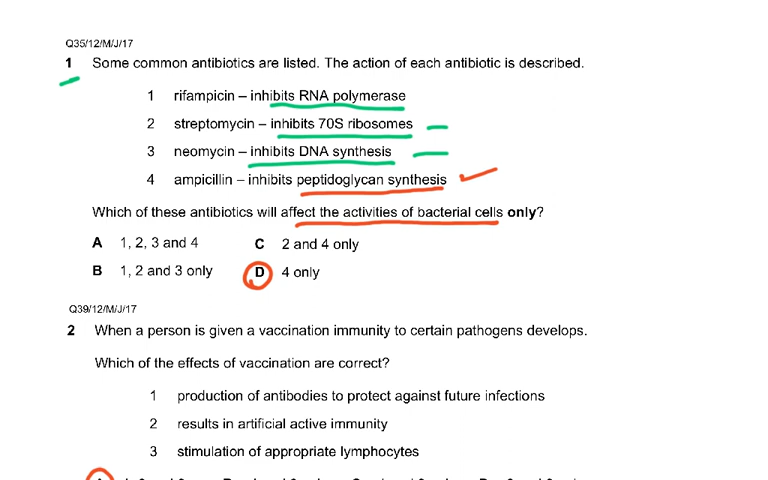 Q35/12/M/J/17
1 Some common antibiotics are listed. The action of each antibiotic is described.
1 rifampicin – inhibits RNA polymerase
2 streptomycin – inhibits 70S ribosomes
3 neomycin – inhibits DNA synthesis
4 ampicillin – inhibits peptidoglycan synthesis
Which of these antibiotics will affect the activities of bacterial cells only?
A 1, 2, 3 and 4 C 2 and 4 only
B 1, 2 and 3 only D 4 only
Q39/12/M/J/17
2 When a person is given a vaccination immunity to certain pathogens develops.
Which of the effects of vaccination are correct?
1 production of antibodies to protect against future infections
2 results in artificial active immunity
3 stimulation of appropriate lymphocytes